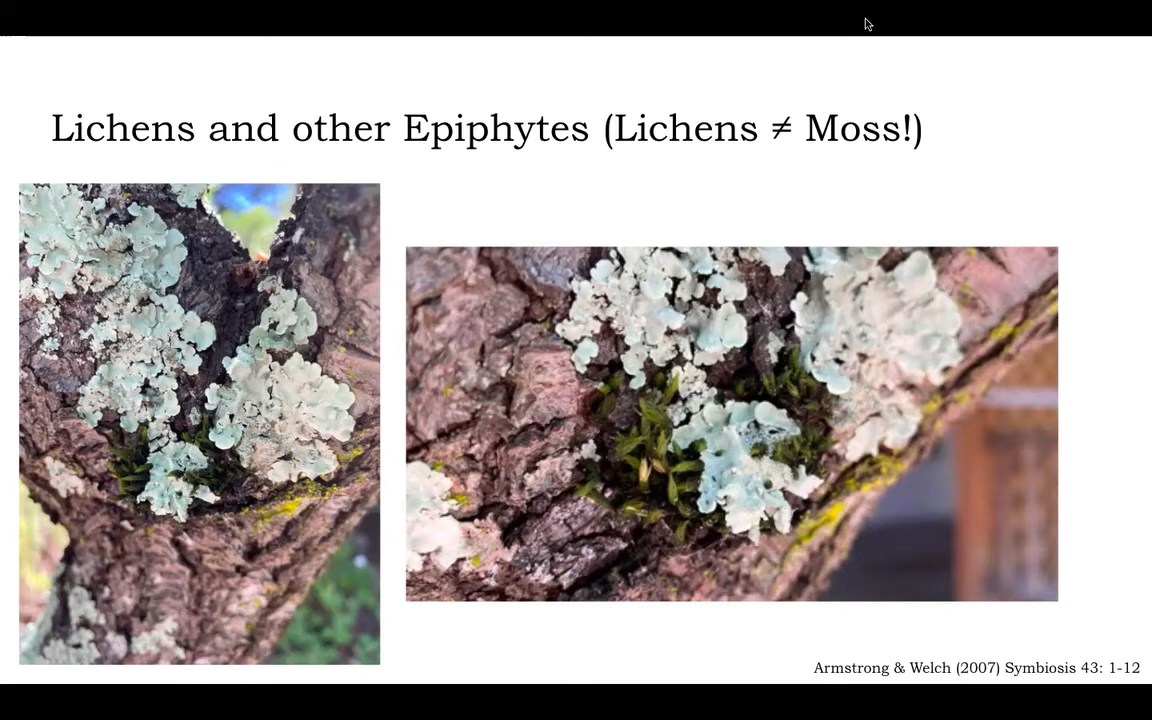 Lichens and other Epiphytes (Lichens ≠ Moss!)
Armstrong & Welch (2007) Symbiosis 43: 1-12